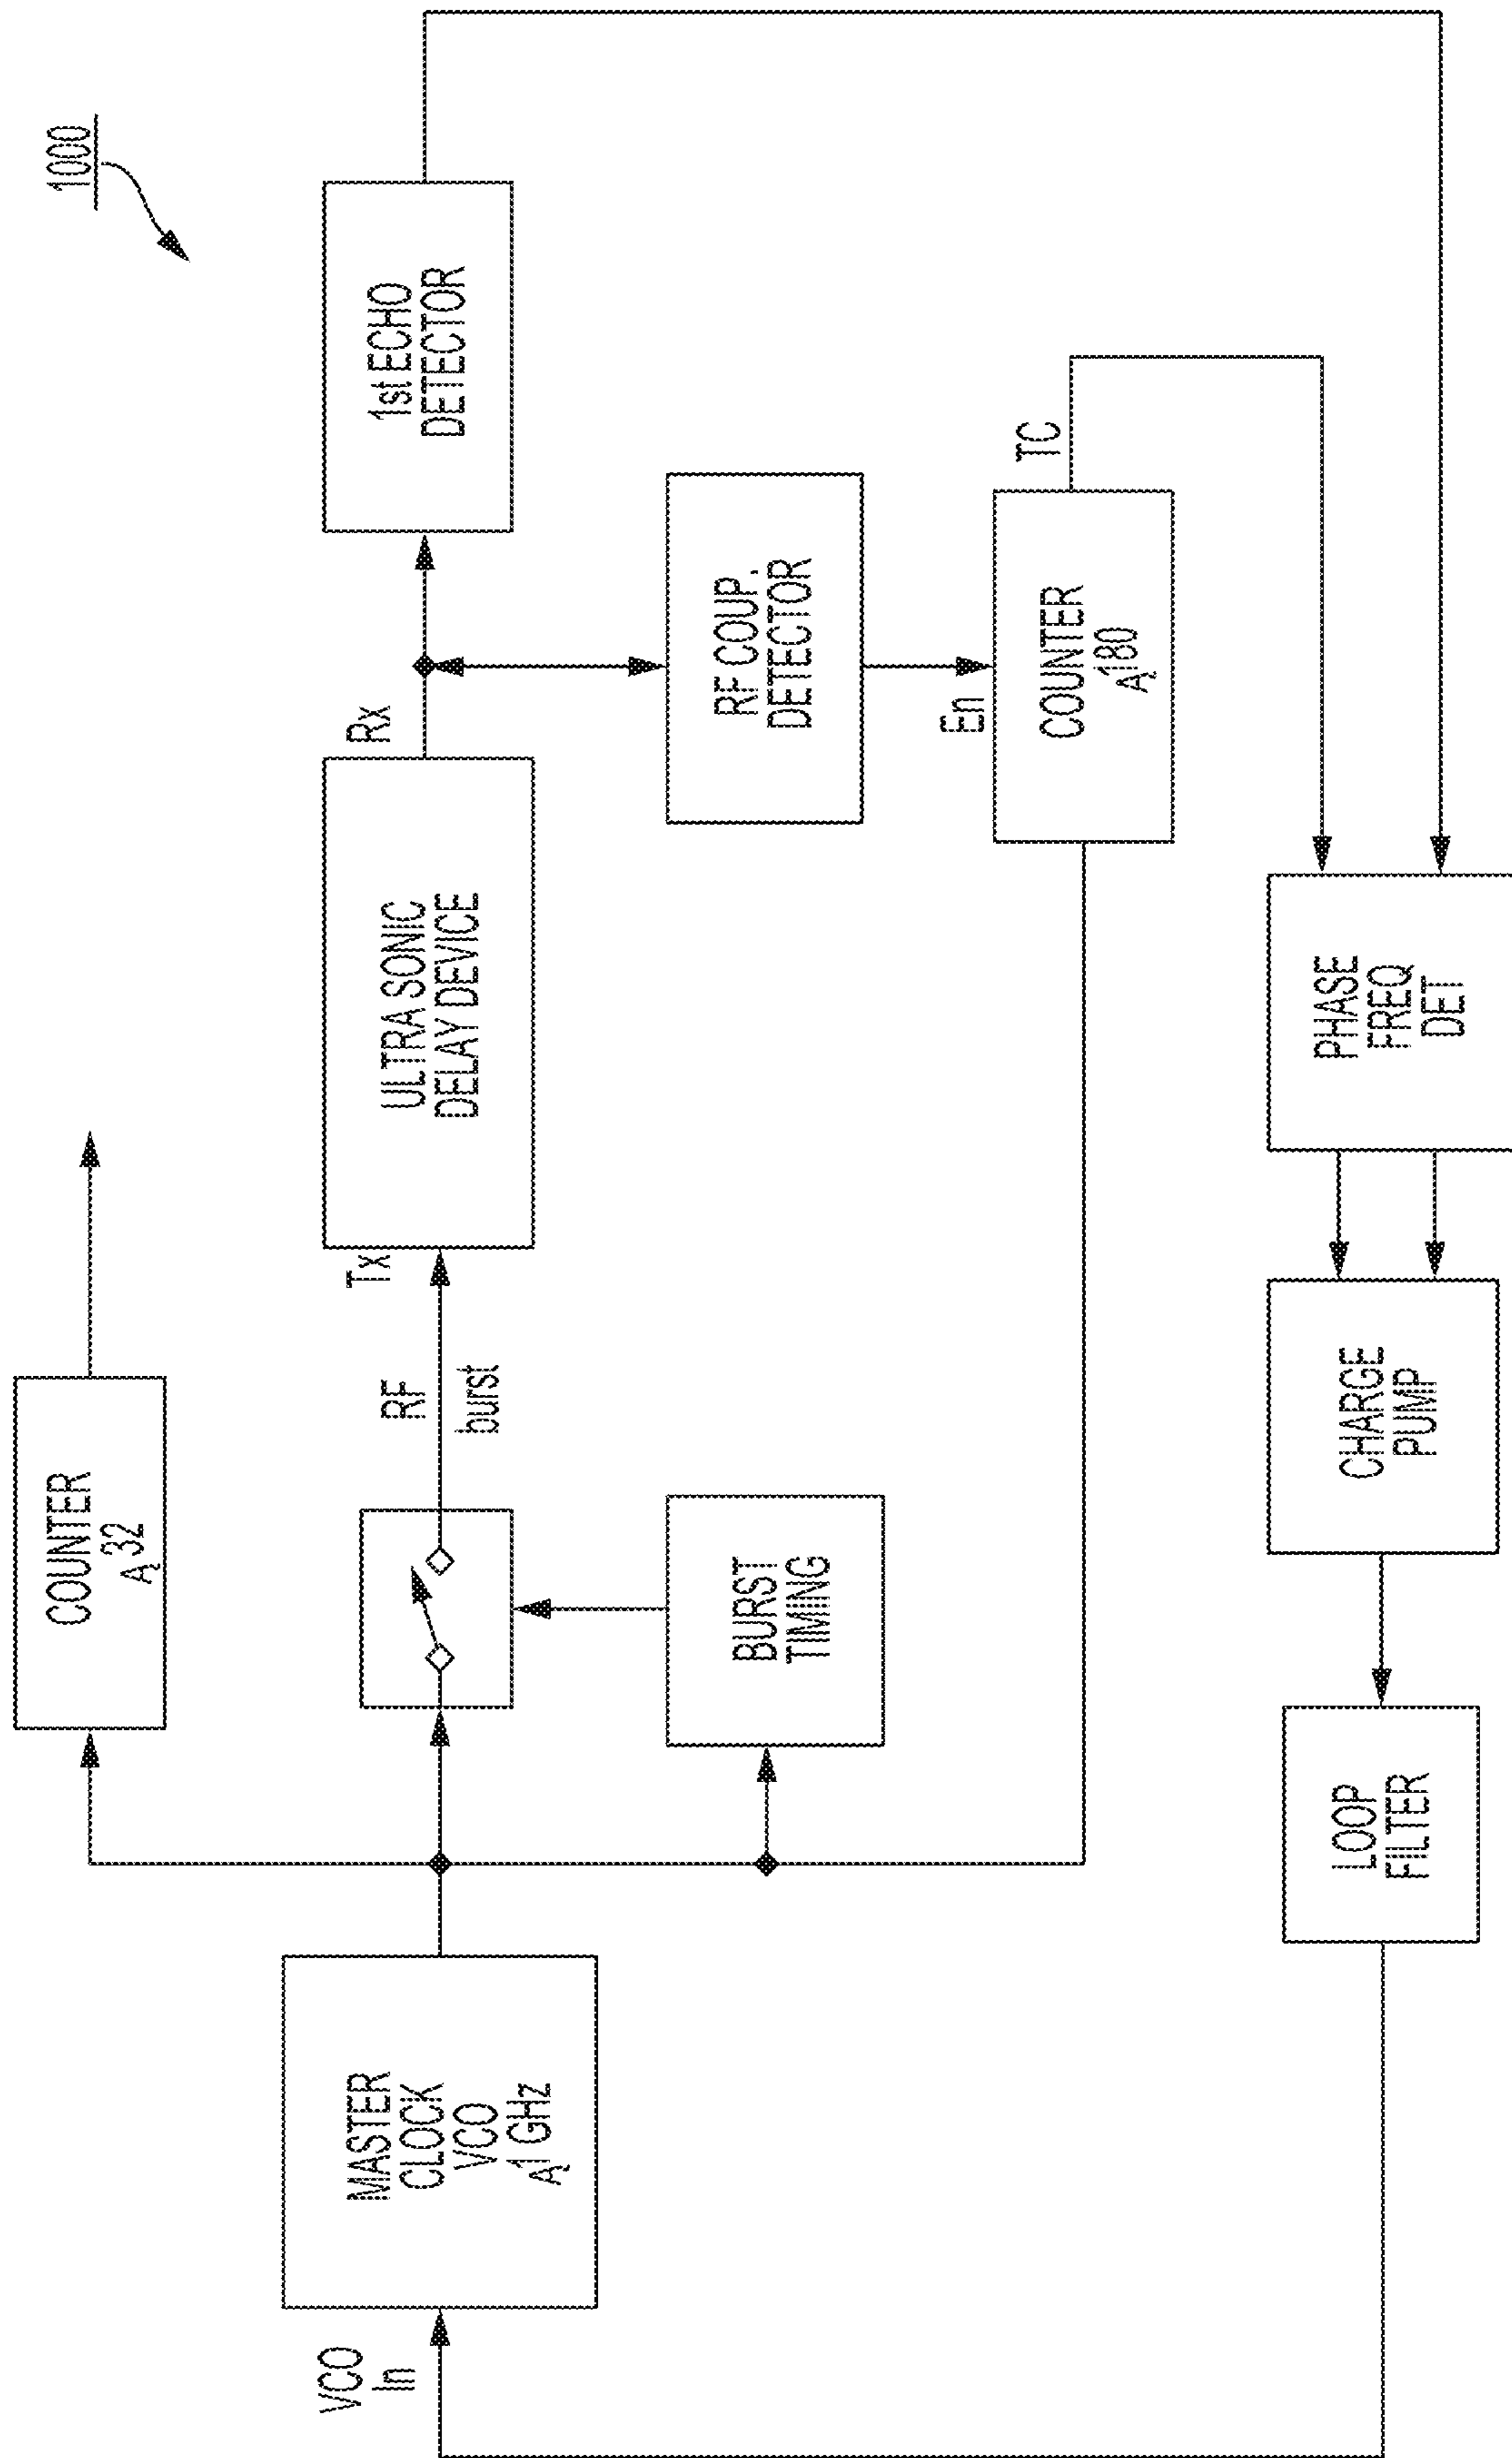 1000
COUNTER
A 32
VCO
In
MASTER
CLOCK
VCO
A 1 GHz
RF
burst
Tx
ULTRA SONIC
DELAY DEVICE
Rx
1st ECHO
DETECTOR
BURST
TIMING
RF COUP.
DETECTOR
En
COUNTER
A 180
TC
LOOP
FILTER
CHARGE
PUMP
PHASE
FREQ
DET